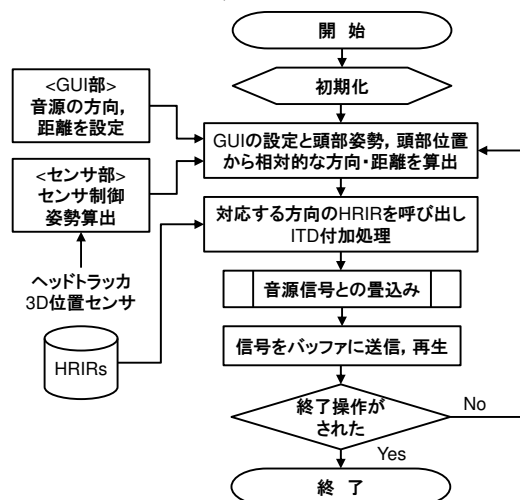 開 始
初期化
<GUI部>
音源の方向,
距離を設定
GUIの設定と頭部姿勢, 頭部位置
から相対的な方向・距離を算出
<センサ部>
センサ制御
姿勢算出
対応する方向のHRIRを呼び出し
ITD付加処理
ヘッドトラッカ
3D位置センサ
音源信号との畳込み
HRIRs
信号をバッファに送信, 再生
終了操作が
された
No
Yes
終 了